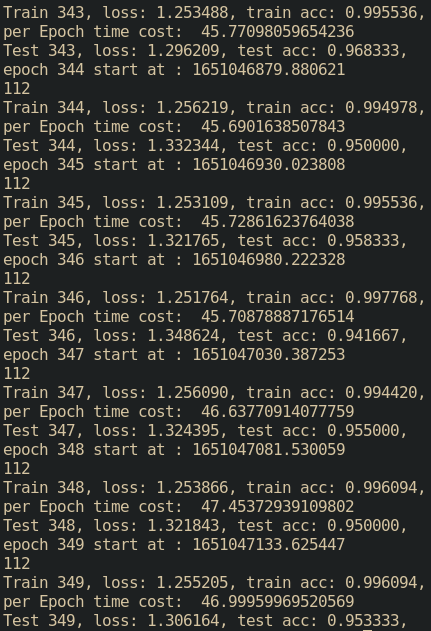 Train 343, loss: 1.253488, train acc: 0.995536,
per Epoch time cost:  45.77098059654236
Test 343, loss: 1.296209, test acc: 0.968333,
epoch 344 start at : 1651046879.880621
112
Train 344, loss: 1.256219, train acc: 0.994978,
per Epoch time cost:  45.6901638507843
Test 344, loss: 1.332344, test acc: 0.950000,
epoch 345 start at : 1651046930.023808
112
Train 345, loss: 1.253109, train acc: 0.995536,
per Epoch time cost:  45.72861623764038
Test 345, loss: 1.321765, test acc: 0.958333,
epoch 346 start at : 1651046980.222328
112
Train 346, loss: 1.251764, train acc: 0.997768,
per Epoch time cost:  45.70878887176514
Test 346, loss: 1.348624, test acc: 0.941667,
epoch 347 start at : 1651047030.387253
112
Train 347, loss: 1.256090, train acc: 0.994420,
per Epoch time cost:  46.63770914077759
Test 347, loss: 1.324395, test acc: 0.955000,
epoch 348 start at : 1651047081.530059
112
Train 348, loss: 1.253866, train acc: 0.996094,
per Epoch time cost:  47.45372939109802
Test 348, loss: 1.321843, test acc: 0.950000,
epoch 349 start at : 1651047133.625447
112
Train 349, loss: 1.255205, train acc: 0.996094,
per Epoch time cost:  46.99959969520569
Test 349, loss: 1.306164, test acc: 0.953333,